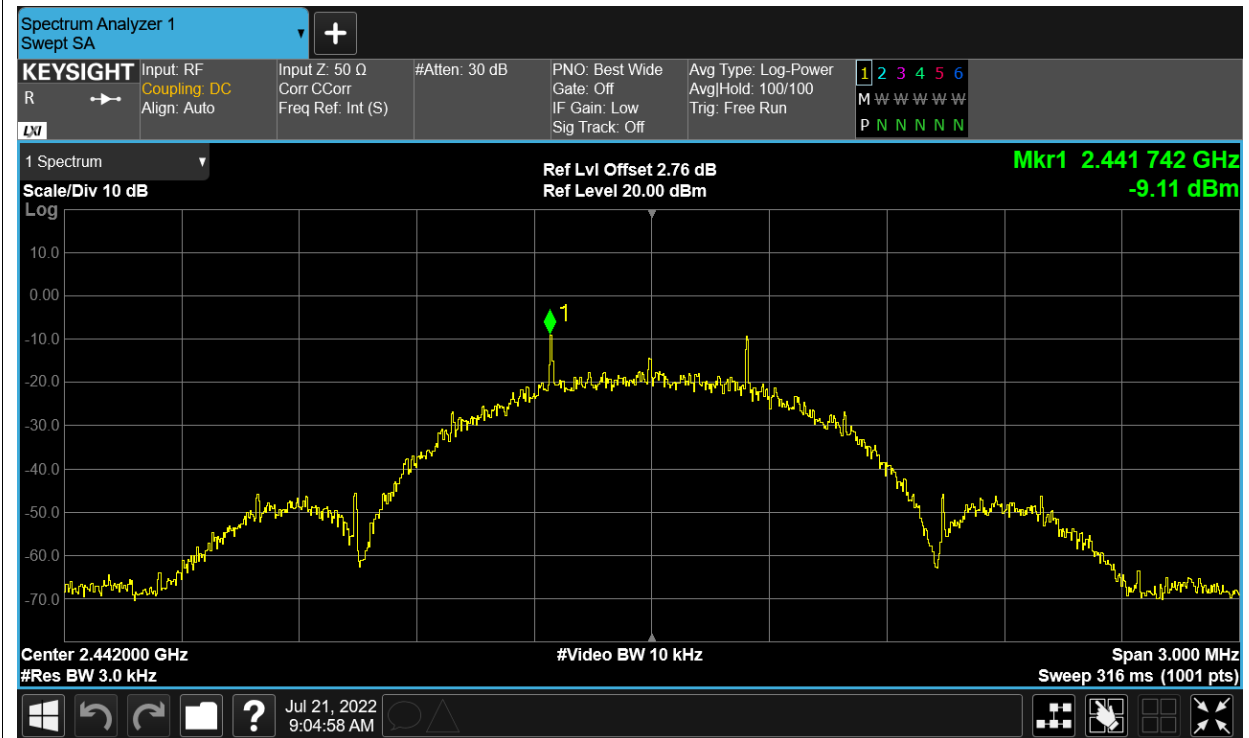 Spectrum Analyzer 1
Swept SA
KEYSIGHT
R
LXI
Input: RF
Coupling: DC
Align: Auto
Input Z: 50 Ω
Corr CCorr
Freq Ref: Int (S)
#Atten: 30 dB
PNO: Best Wide
Gate: Off
IF Gain: Low
Sig Track: Off
Avg Type: Log-Power
Avg|Hold: 100/100
Trig: Free Run
1 2 3 4 5 6
M W W W W W
P N N N N N
1 Spectrum
Scale/Div 10 dB
Log
Ref Lvl Offset 2.76 dB
Ref Level 20.00 dBm
Mkr1 2.441 742 GHz
-9.11 dBm
10.0
0.00
1
-10.0
-20.0
-30.0
-40.0
-50.0
-60.0
-70.0
Center 2.442000 GHz
#Video BW 10 kHz
Span 3.000 MHz
#Res BW 3.0 kHz
Sweep 316 ms (1001 pts)
?
Jul 21, 2022
9:04:58 AM